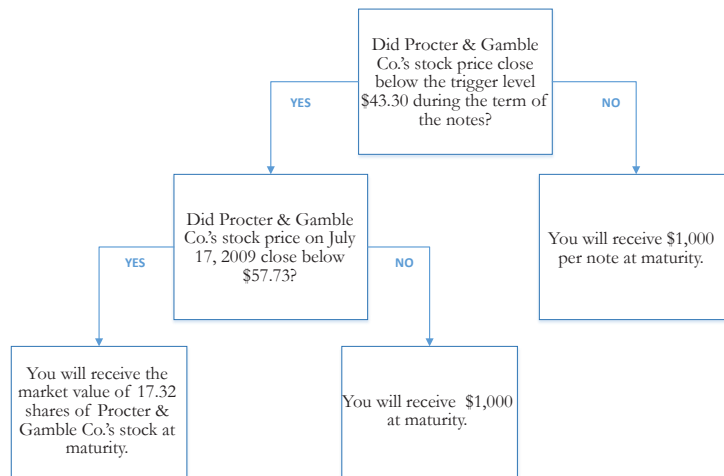 Did Procter & Gamble
Co.'s stock price close
below the trigger level
$43.30 during the term of
the notes?
YES
NO
Did Procter & Gamble
Co.'s stock price on July
17, 2009 close below
$57.73?
You will receive $1,000
per note at maturity.
YES
NO
You will receive the
market value of 17.32
shares of Procter &
Gamble Co.'s stock at
maturity.
You will receive $1,000
at maturity.